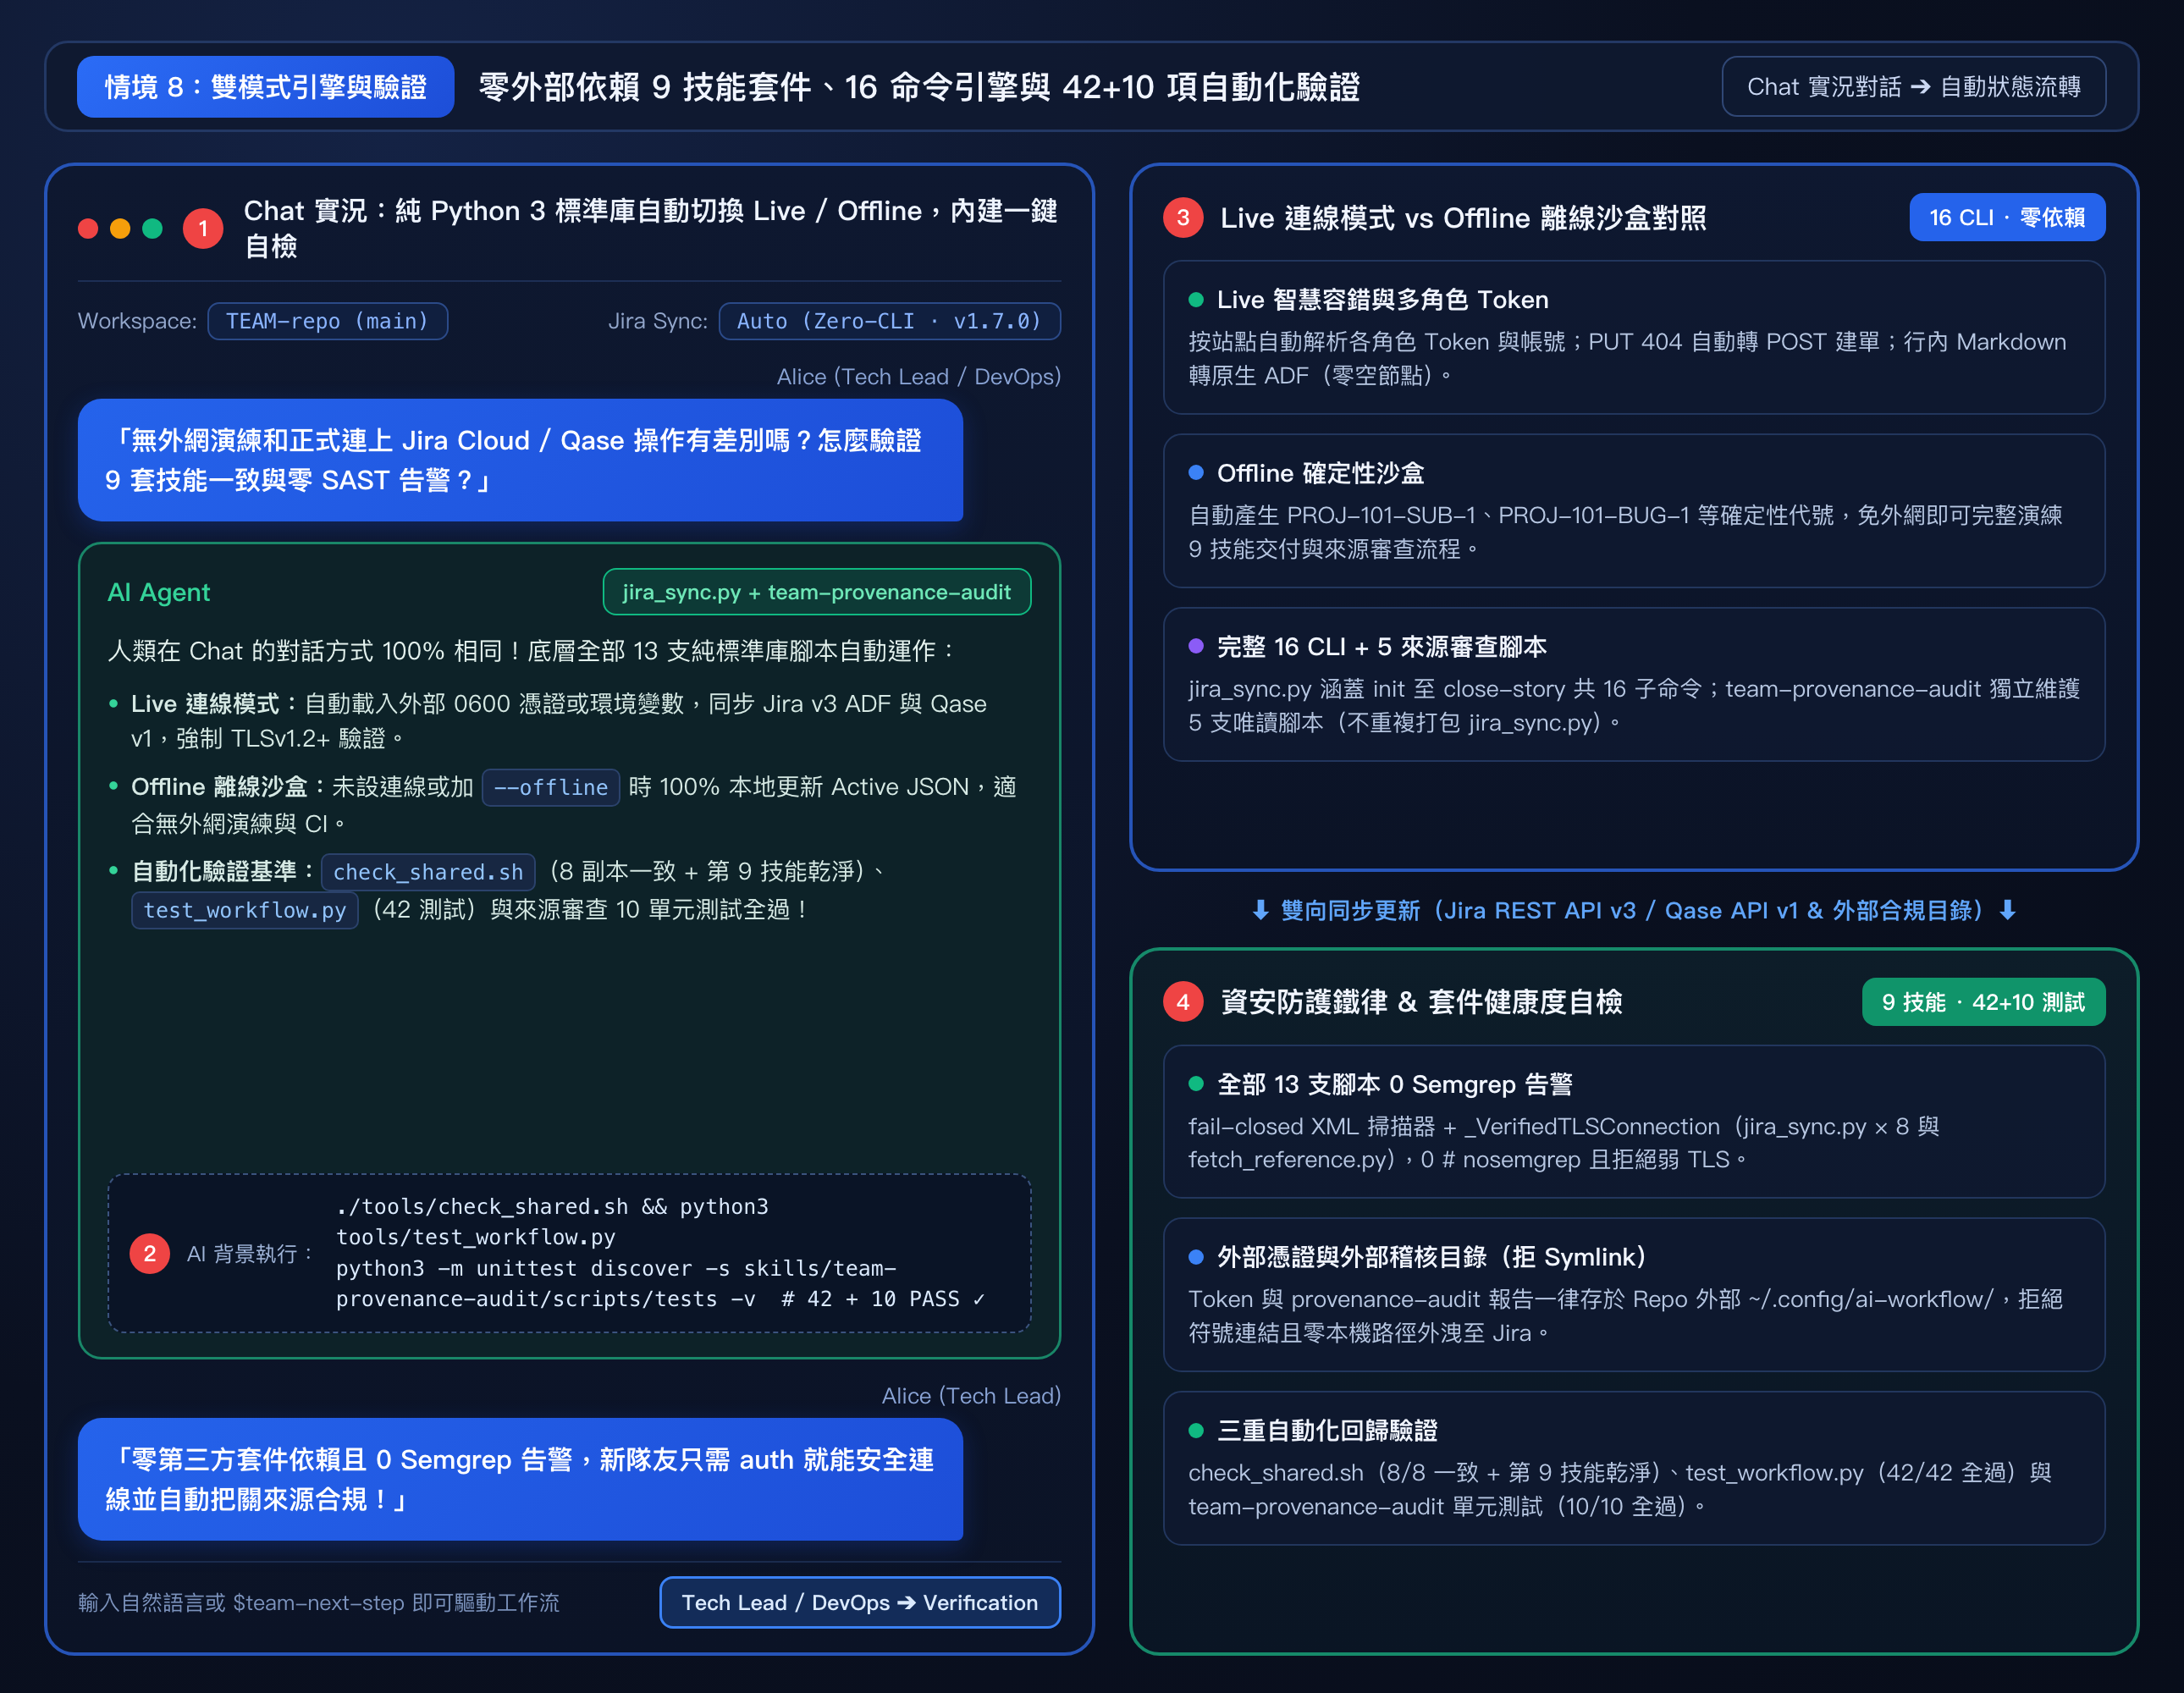 情境 8：雙模式引擎與驗證
零外部依賴 9 技能套件、16 命令引擎與 42+10 項自動化驗證
Chat 實況對話 ➔ 自動狀態流轉
1
Chat 實況：純 Python 3 標準庫自動切換 Live / Offline，內建一鍵
自檢
Workspace: TEAM-repo (main)
Jira Sync: Auto (Zero-CLI · v1.7.0)
Alice (Tech Lead / DevOps)
「無外網演練和正式連上 Jira Cloud / Qase 操作有差別嗎？怎麼驗證
9 套技能一致與零 SAST 告警？」
AI Agent
jira_sync.py + team-provenance-audit
人類在 Chat 的對話方式 100% 相同！底層全部 13 支純標準庫腳本自動運作：
• Live 連線模式：自動載入外部 0600 憑證或環境變數，同步 Jira v3 ADF 與 Qase
v1，強制 TLSv1.2+ 驗證。
• Offline 離線沙盒：未設連線或加 --offline 時 100% 本地更新 Active JSON，適
合無外網演練與 CI。
• 自動化驗證基準：check_shared.sh（8 副本一致 + 第 9 技能乾淨）、
test_workflow.py（42 測試）與來源審查 10 單元測試全過！
2
AI 背景執行：
./tools/check_shared.sh && python3
tools/test_workflow.py
python3 -m unittest discover -s skills/team-
provenance-audit/scripts/tests -v  # 42 + 10 PASS ✓
Alice (Tech Lead)
「零第三方套件依賴且 0 Semgrep 告警，新隊友只需 auth 就能安全連
線並自動把關來源合規！」
輸入自然語言或 $team-next-step 即可驅動工作流
Tech Lead / DevOps ➔ Verification
3
Live 連線模式 vs Offline 離線沙盒對照
16 CLI · 零依賴
Live 智慧容錯與多角色 Token
按站點自動解析各角色 Token 與帳號；PUT 404 自動轉 POST 建單；行內 Markdown
轉原生 ADF（零空節點）。
Offline 確定性沙盒
自動產生 PROJ-101-SUB-1、PROJ-101-BUG-1 等確定性代號，免外網即可完整演練
9 技能交付與來源審查流程。
完整 16 CLI + 5 來源審查腳本
jira_sync.py 涵蓋 init 至 close-story 共 16 子命令；team-provenance-audit 獨立維護
5 支唯讀腳本（不重複打包 jira_sync.py）。
⬇ 雙向同步更新（Jira REST API v3 / Qase API v1 & 外部合規目錄）⬇
4
資安防護鐵律 & 套件健康度自檢
9 技能 · 42+10 測試
全部 13 支腳本 0 Semgrep 告警
fail-closed XML 掃描器 + _VerifiedTLSConnection（jira_sync.py × 8 與
fetch_reference.py），0 # nosemgrep 且拒絕弱 TLS。
外部憑證與外部稽核目錄（拒 Symlink）
Token 與 provenance-audit 報告一律存於 Repo 外部 ~/.config/ai-workflow/，拒絕
符號連結且零本機路徑外洩至 Jira。
三重自動化回歸驗證
check_shared.sh（8/8 一致 + 第 9 技能乾淨）、test_workflow.py（42/42 全過）與
team-provenance-audit 單元測試（10/10 全過）。